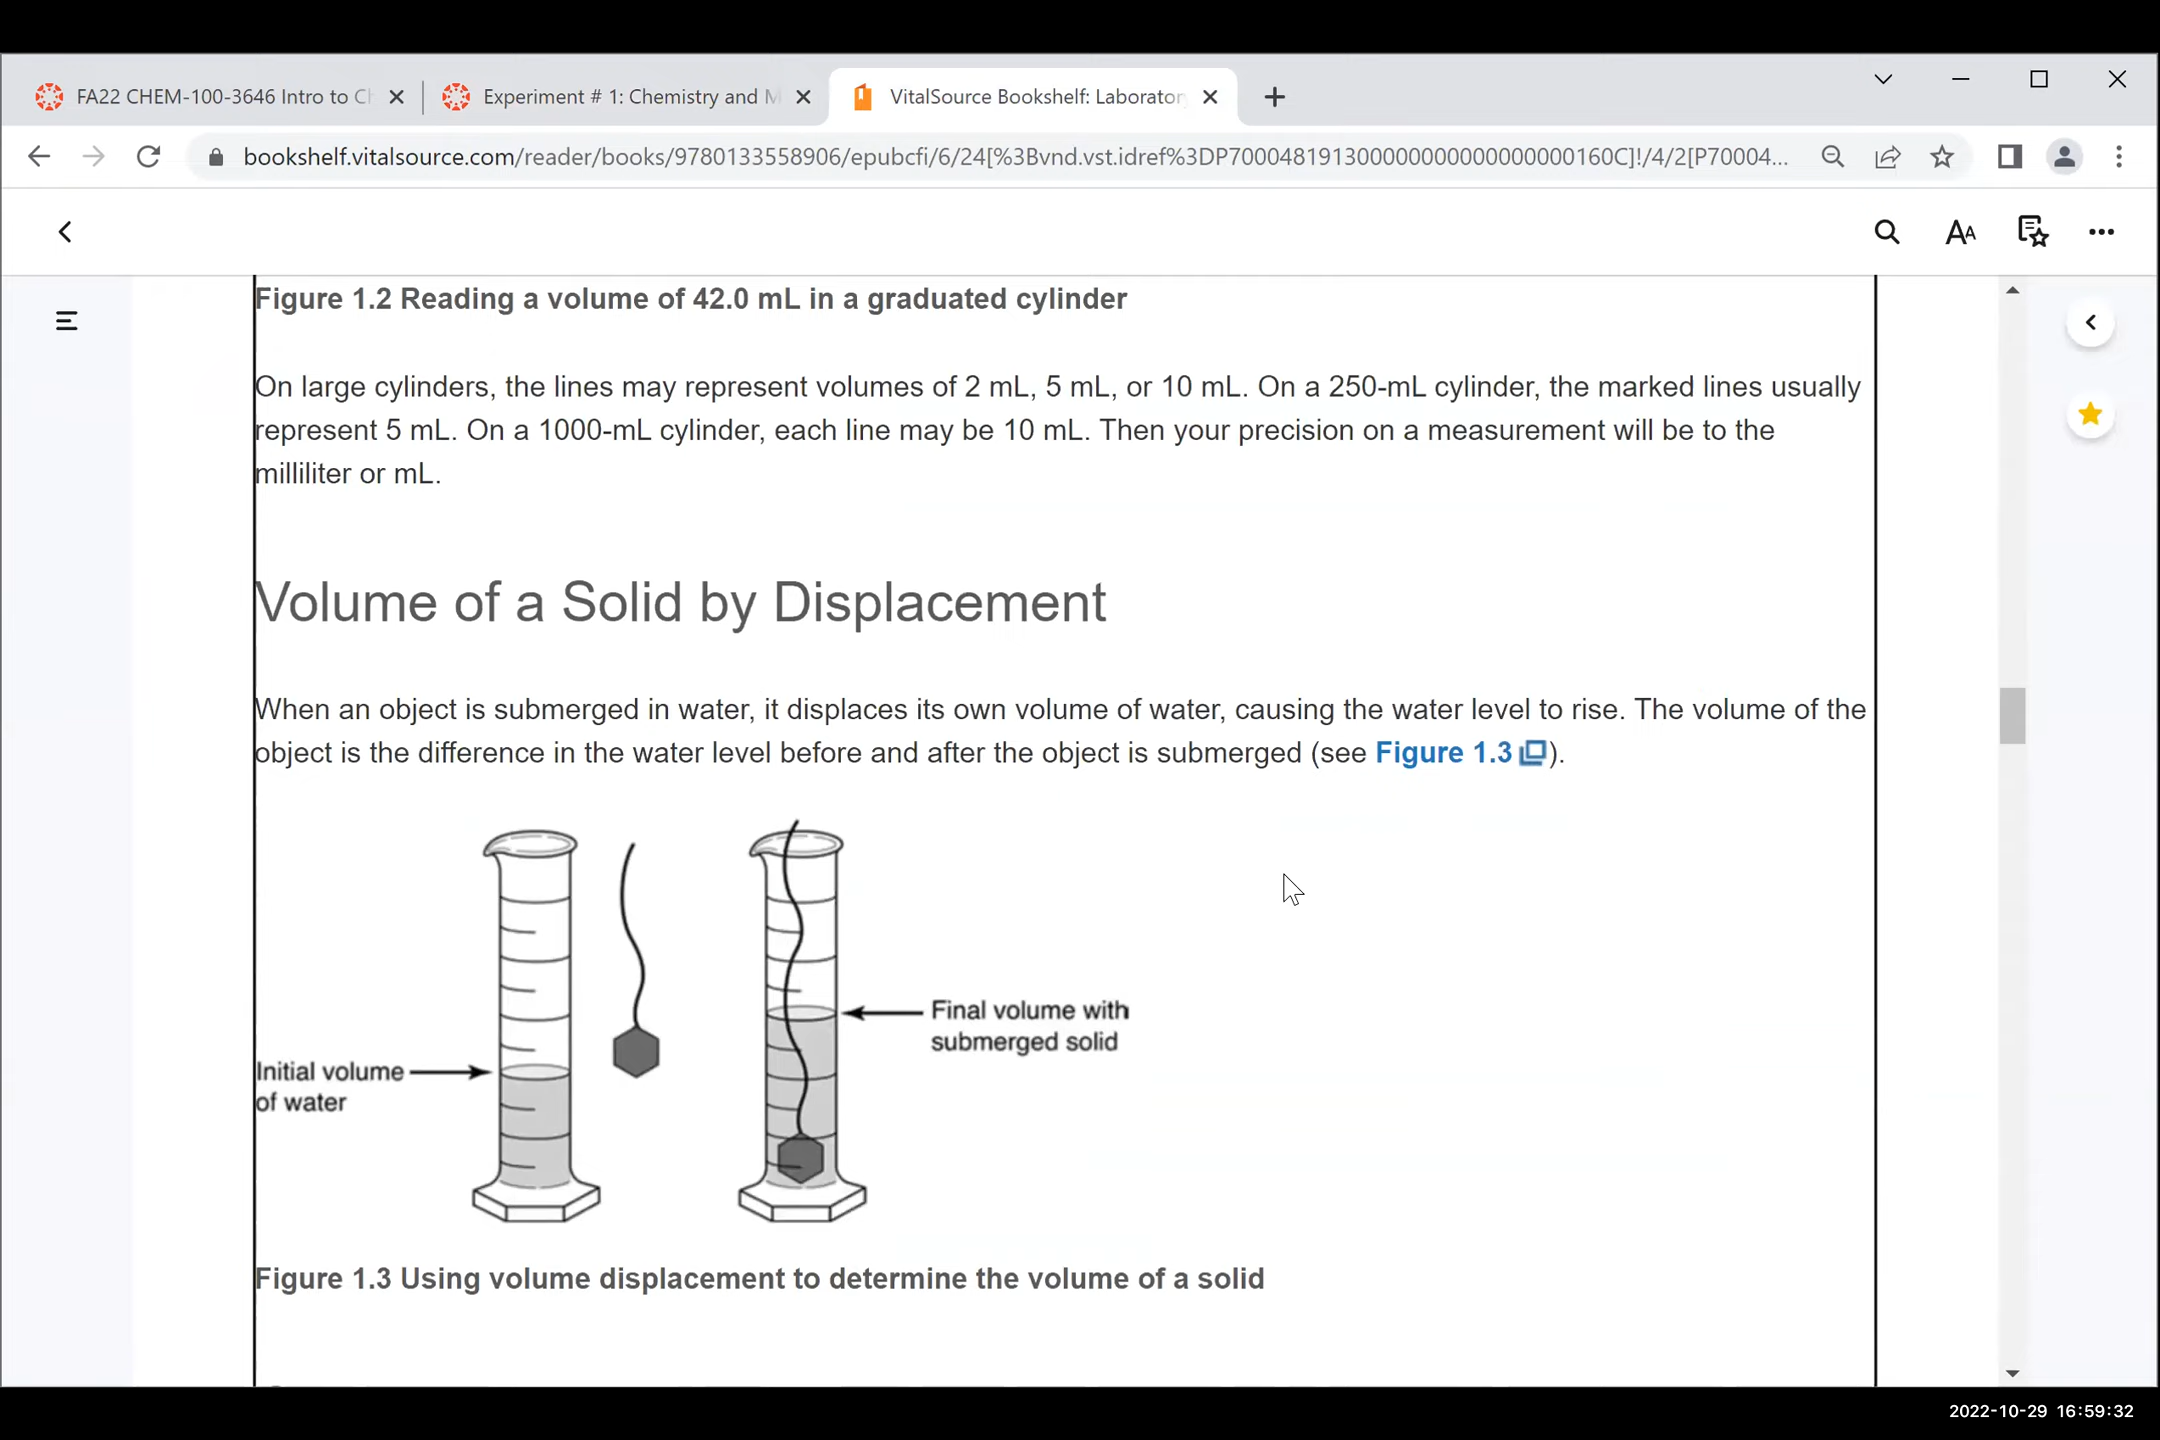 FA22 CHEM-100-3646 Intro to Ch
Experiment # 1: Chemistry and M
VitalSource Bookshelf: Laborator
bookshelf.vitalsource.com/reader/books/9780133558906/epubcfi/6/24[%3Bvnd.vst.idref%3DP7000481913000000000000000000160C]!/4/2[P70004...
AA
Figure 1.2 Reading a volume of 42.0 mL in a graduated cylinder
On large cylinders, the lines may represent volumes of 2 mL, 5 mL, or 10 mL. On a 250-mL cylinder, the marked lines usually
represent 5 mL. On a 1000-mL cylinder, each line may be 10 mL. Then your precision on a measurement will be to the
milliliter or mL.
Volume of a Solid by Displacement
When an object is submerged in water, it displaces its own volume of water, causing the water level to rise. The volume of the
object is the difference in the water level before and after the object is submerged (see Figure 1.3 ).
Final volume with
submerged solid
Initial volume
of water
Figure 1.3 Using volume displacement to determine the volume of a solid
2022-10-29 16:59:32